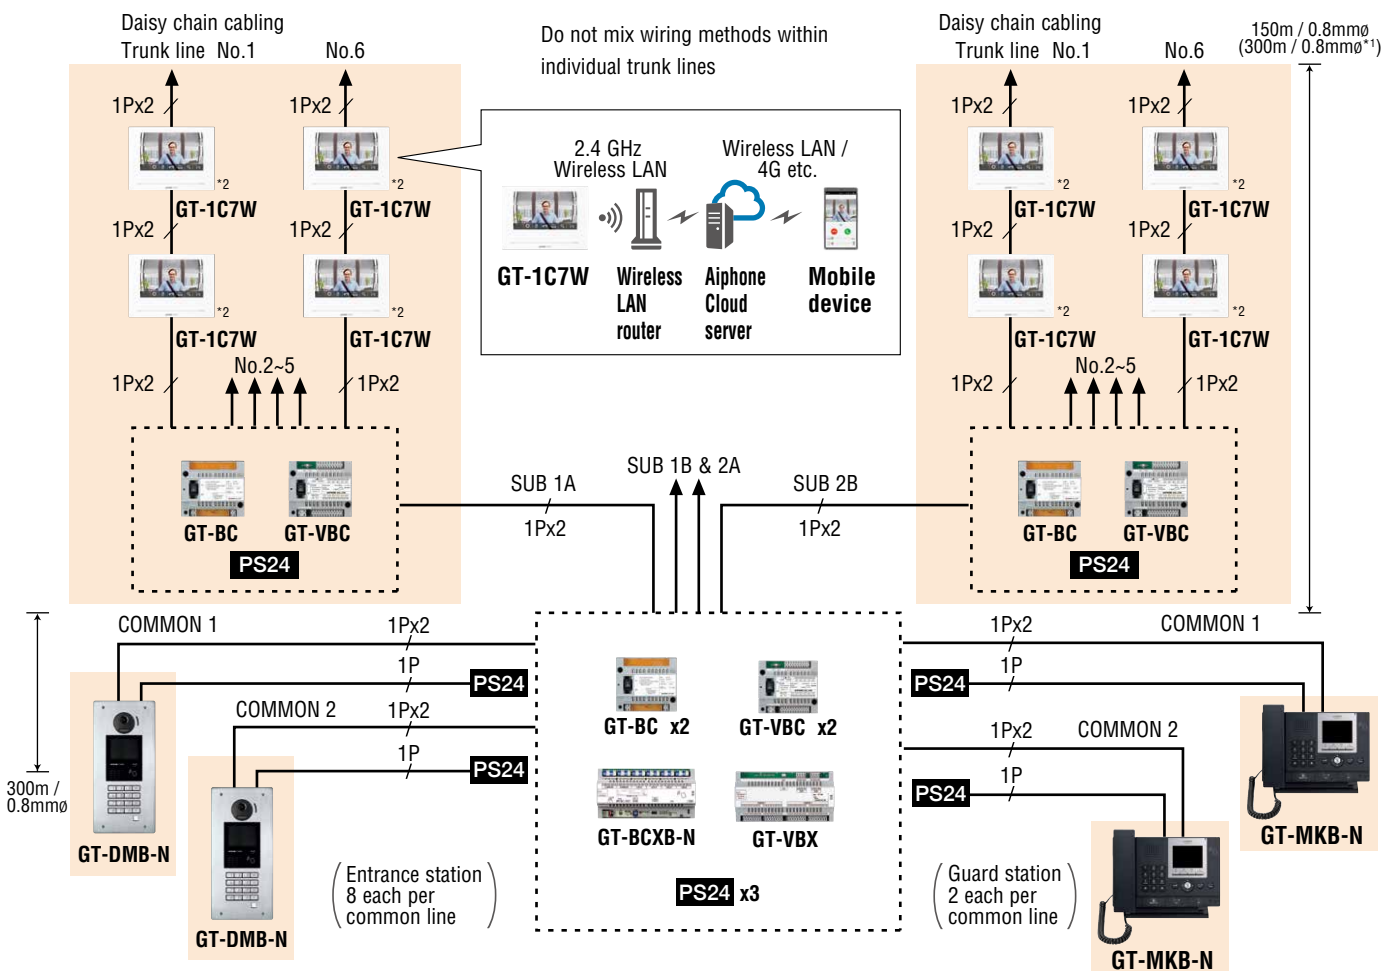 Daisy chain cabling
Trunk line No.1
No.6
1Px2
1Px2
*2
*2
GT-1C7W
GT-1C7W
1Px2
1Px2
*2
*2
GT-1C7W
GT-1C7W
No.2~5
1Px2
1Px2
GT-BC
GT-VBC
PS24
Do not mix wiring methods within
individual trunk lines
2.4 GHz
Wireless LAN
Wireless LAN /
4G etc.
GT-1C7W
Wireless
LAN
router
Aiphone
Cloud
server
Mobile
device
Daisy chain cabling
Trunk line No.1
No.6
150m / 0.8mmø
(300m / 0.8mmø*1)
1Px2
1Px2
*2
*2
GT-1C7W
GT-1C7W
1Px2
1Px2
*2
*2
GT-1C7W
GT-1C7W
No.2~5
1Px2
1Px2
GT-BC
GT-VBC
PS24
SUB 1A
1Px2
SUB 1B & 2A
SUB 2B
1Px2
COMMON 1
1Px2
1P
PS24
COMMON 2
1Px2
1P
PS24
300m /
0.8mmø
GT-DMB-N
GT-DMB-N
(Entrance station
8 each per
common line)
GT-BC x2
GT-VBC x2
GT-BCXB-N
GT-VBX
PS24 x3
1Px2
COMMON 1
1P
PS24
1Px2
COMMON 2
1P
PS24
(Guard station
2 each per
common line)
GT-MKB-N
GT-MKB-N